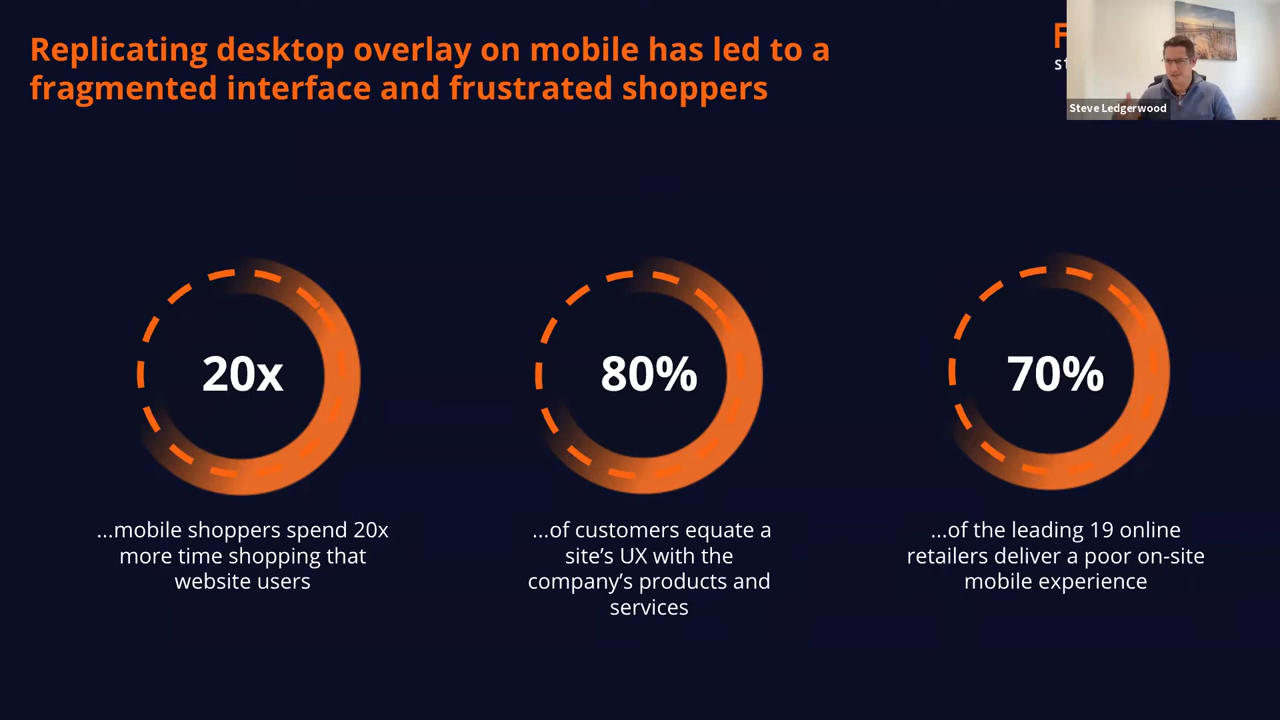 Replicating desktop overlay on mobile has led to a
fragmented interface and frustrated shoppers
Steve Ledgerwood
20x
80%
70%
...mobile shoppers spend 20x
more time shopping that
website users
...of customers equate a
site's UX with the
company's products and
services
...of the leading 19 online
retailers deliver a poor on-site
mobile experience